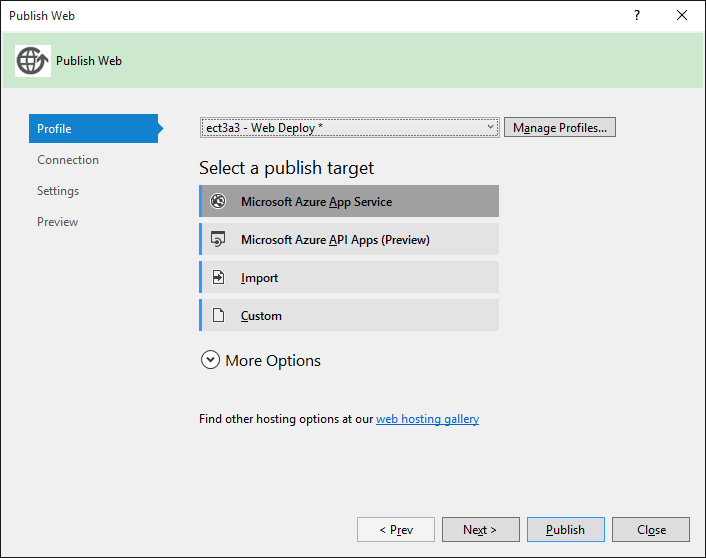 Publish Web
?
Publish Web
Profile
Connection
Settings
Preview
ect3a3 - Web Deploy *
Manage Profiles...
Select a publish target
Microsoft Azure App Service
Microsoft Azure API Apps (Preview)
Import
Custom
More Options
Find other hosting options at our web hosting gallery
< Prev
Next >
Publish
Close